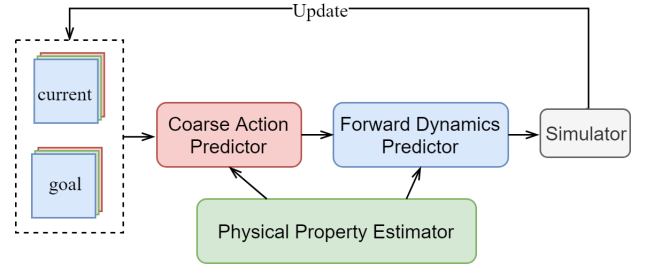 Update
current
goal
Coarse Action
Predictor
Forward Dynamics
Predictor
Simulator
Physical Property Estimator